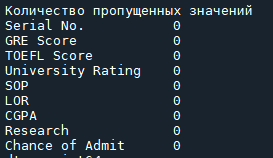 Количество пропущенных значений
Serial No. 0
GRE Score 0
TOEFL Score 0
University Rating 0
SOP 0
LOR 0
CGPA 0
Research 0
Chance of Admit 0